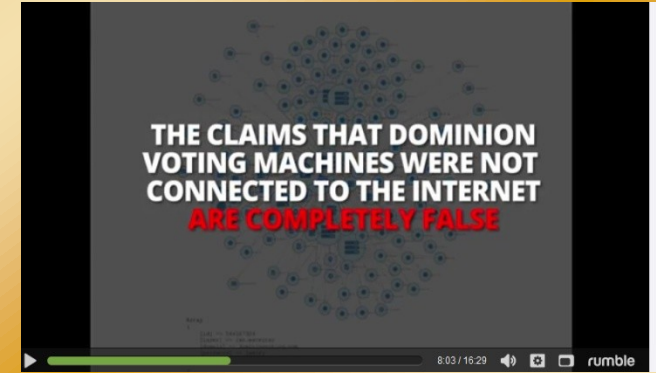 THE CLAIMS THAT DOMINION
VOTING MACHINES WERE NOT
CONNECTED TO THE INTERNET
ARE COMPLETELY FALSE
8:03 / 16:29
rumble